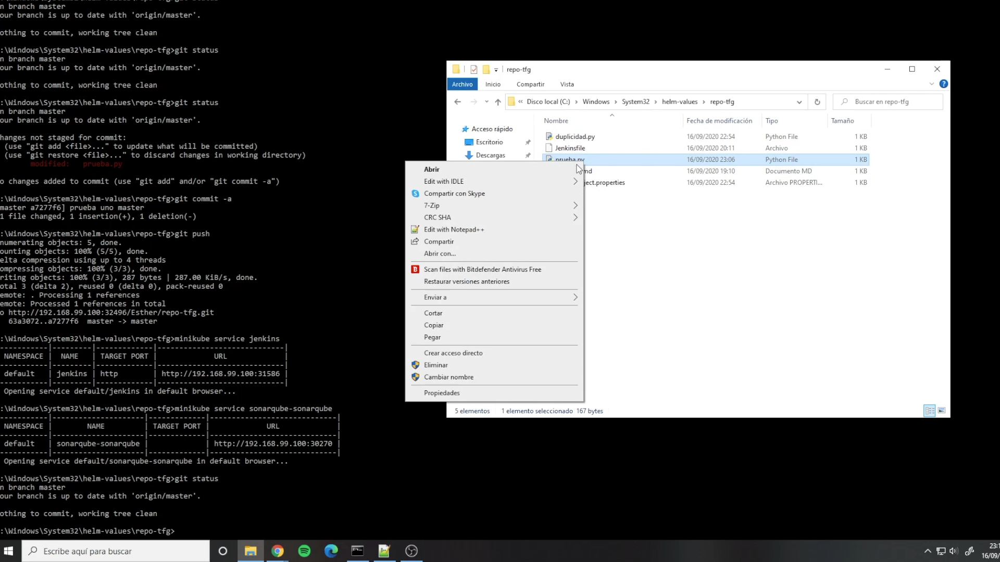 n branch master
our branch is up to date with 'origin/master'.
othing to commit, working tree clean
:\Windows\System32\helm-values\repo-tfg>git status
n branch master
our branch is up to date with 'origin/master'.
othing to commit, working tree clean
:\Windows\System32\helm-values\repo-tfg>git status
n branch master
our branch is up to date with 'origin/master'.
hanges not staged for commit:
(use "git add <file>..." to update what will be committed)
(use "git restore <file>..." to discard changes in working directory)
modified: prueba.py
o changes added to commit (use "git add" and/or "git commit -a")
:\Windows\System32\helm-values\repo-tfg>git commit -a
[master a7277f6] prueba uno master
1 file changed, 1 insertion(+), 1 deletion(-)
:\Windows\System32\helm-values\repo-tfg>git push
numerating objects: 5, done.
ounting objects: 100% (5/5), done.
elta compression using up to 4 threads
ompressing objects: 100% (3/3), done.
riting objects: 100% (3/3), 287 bytes | 287.00 KiB/s, done.
otal 3 (delta 2), reused 0 (delta 0), pack-reused 0
emote: . Processing 1 references
emote: Processed 1 references in total
o http://192.168.99.100:32496/Esther/repo-tfg.git
63a3072..a7277f6 master -> master
:\Windows\System32\helm-values\repo-tfg>minikube service jenkins
NAMESPACE | NAME | TARGET PORT | URL
default | jenkins | http | http://192.168.99.100:31586
Opening service default/jenkins in default browser...
:\Windows\System32\helm-values\repo-tfg>minikube service sonarqube-sonarqube
NAMESPACE | NAME | TARGET PORT | URL
default | sonarqube-sonarqube | | http://192.168.99.100:30270
Opening service default/sonarqube-sonarqube in default browser...
:\Windows\System32\helm-values\repo-tfg>git status
n branch master
our branch is up to date with 'origin/master'.
othing to commit, working tree clean
:\Windows\System32\helm-values\repo-tfg>
repo-tfg
Archivo Inicio Compartir Vista
« Disco local (C:) > Windows > System32 > helm-values > repo-tfg
Buscar en repo-tfg
Nombre Fecha de modificación Tipo Tamaño
Acceso rápido
Escritorio
Descargas
duplicidad.py 16/09/2020 22:54 Python File 1 KB
Jenkinsfile 16/09/2020 20:11 Archivo 1 KB
prueba.py 16/09/2020 23:06 Python File 1 KB
md 16/09/2020 19:10 Documento MD 1 KB
ject.properties 16/09/2020 22:54 Archivo PROPERTI... 1 KB
Abrir
Edit with IDLE
Compartir con Skype
7-Zip
CRC SHA
Edit with Notepad++
Compartir
Abrir con...
Scan files with Bitdefender Antivirus Free
Restaurar versiones anteriores
Enviar a
Cortar
Copiar
Pegar
Crear acceso directo
Eliminar
Cambiar nombre
Propiedades
5 elementos 1 elemento seleccionado 167 bytes
Escribe aquí para buscar
23:1
16/09/